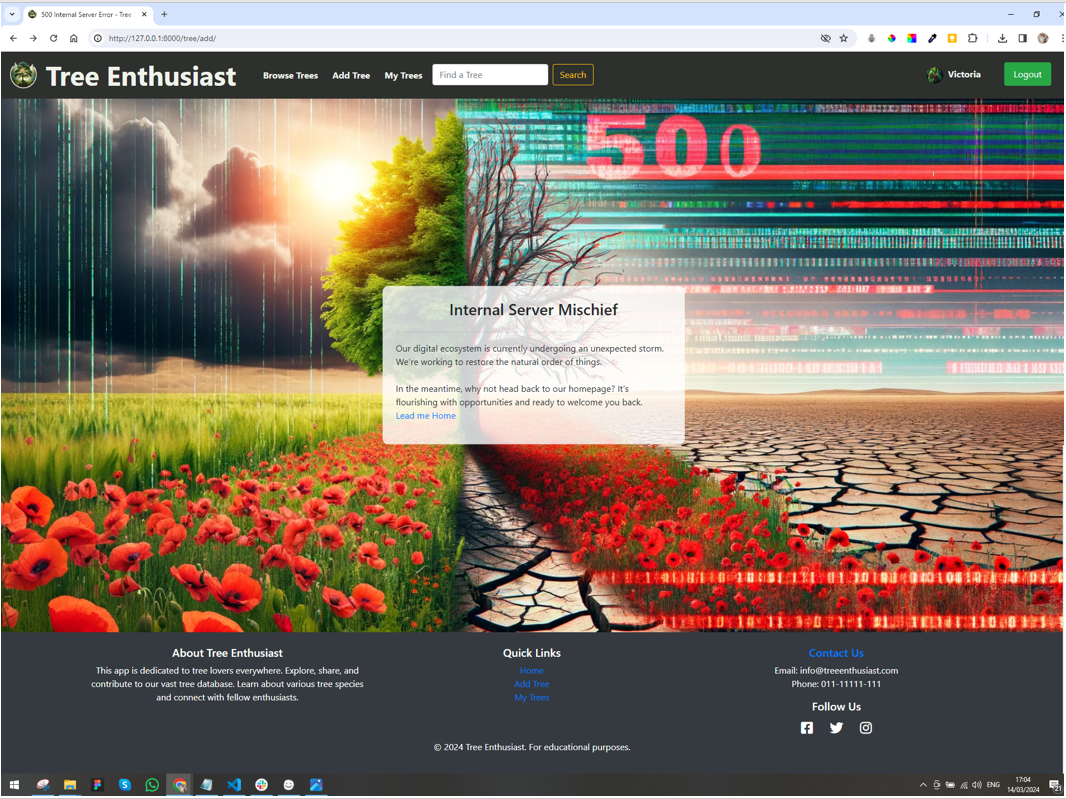 500 Internal Server Error - Tree
http://127.0.0.1:8000/tree/add/
Tree Enthusiast
Browse Trees
Add Tree
My Trees
Find a Tree
Search
Victoria
Logout
500
Internal Server Mischief
Our digital ecosystem is currently undergoing an unexpected storm.
We're working to restore the natural order of things.
In the meantime, why not head back to our homepage? It's
flourishing with opportunities and ready to welcome you back.
Lead me Home
About Tree Enthusiast
This app is dedicated to tree lovers everywhere. Explore, share, and
contribute to our vast tree database. Learn about various tree species
and connect with fellow enthusiasts.
Quick Links
Home
Add Tree
My Trees
Contact Us
Email: info@treeenthusiast.com
Phone: 011-11111-111
Follow Us
© 2024 Tree Enthusiast. For educational purposes.
ENG
17:04
14/03/2024
21